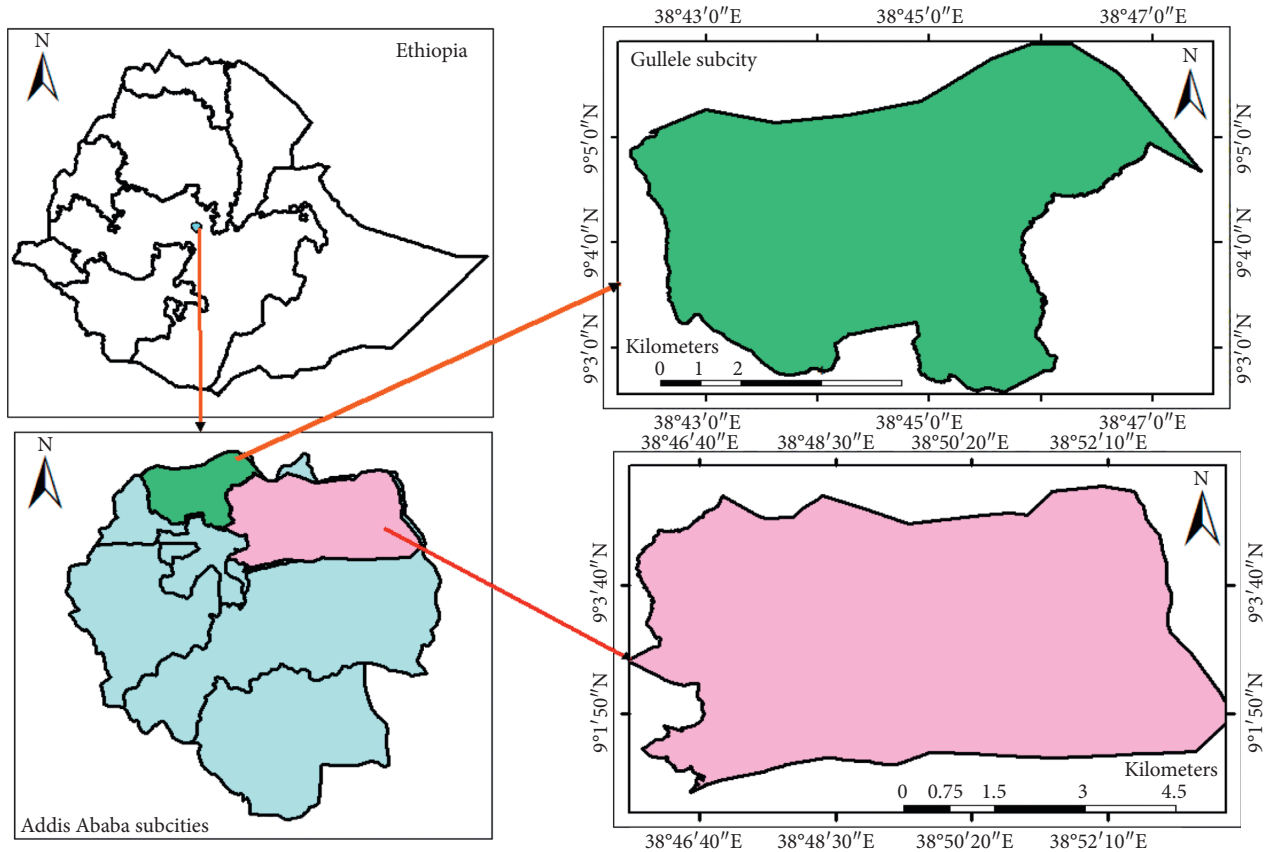 N
Ethiopia
38°43′0″E 38°45′0″E 38°47′0″E
Gullele subcity
N
9°5′0″N
9°4′0″N
9°3′0″N
9°5′0″N
9°4′0″N
9°3′0″N
Kilometers
0 1 2
38°43′0″E 38°45′0″E 38°47′0″E
N
Addis Ababa subcities
38°46′40″E 38°48′30″E 38°50′20″E 38°52′10″E
N
9°3′40″N
9°1′50″N
9°3′40″N
9°1′50″N
Kilometers
0 0.75 1.5 3 4.5
38°46′40″E 38°48′30″E 38°50′20″E 38°52′10″E